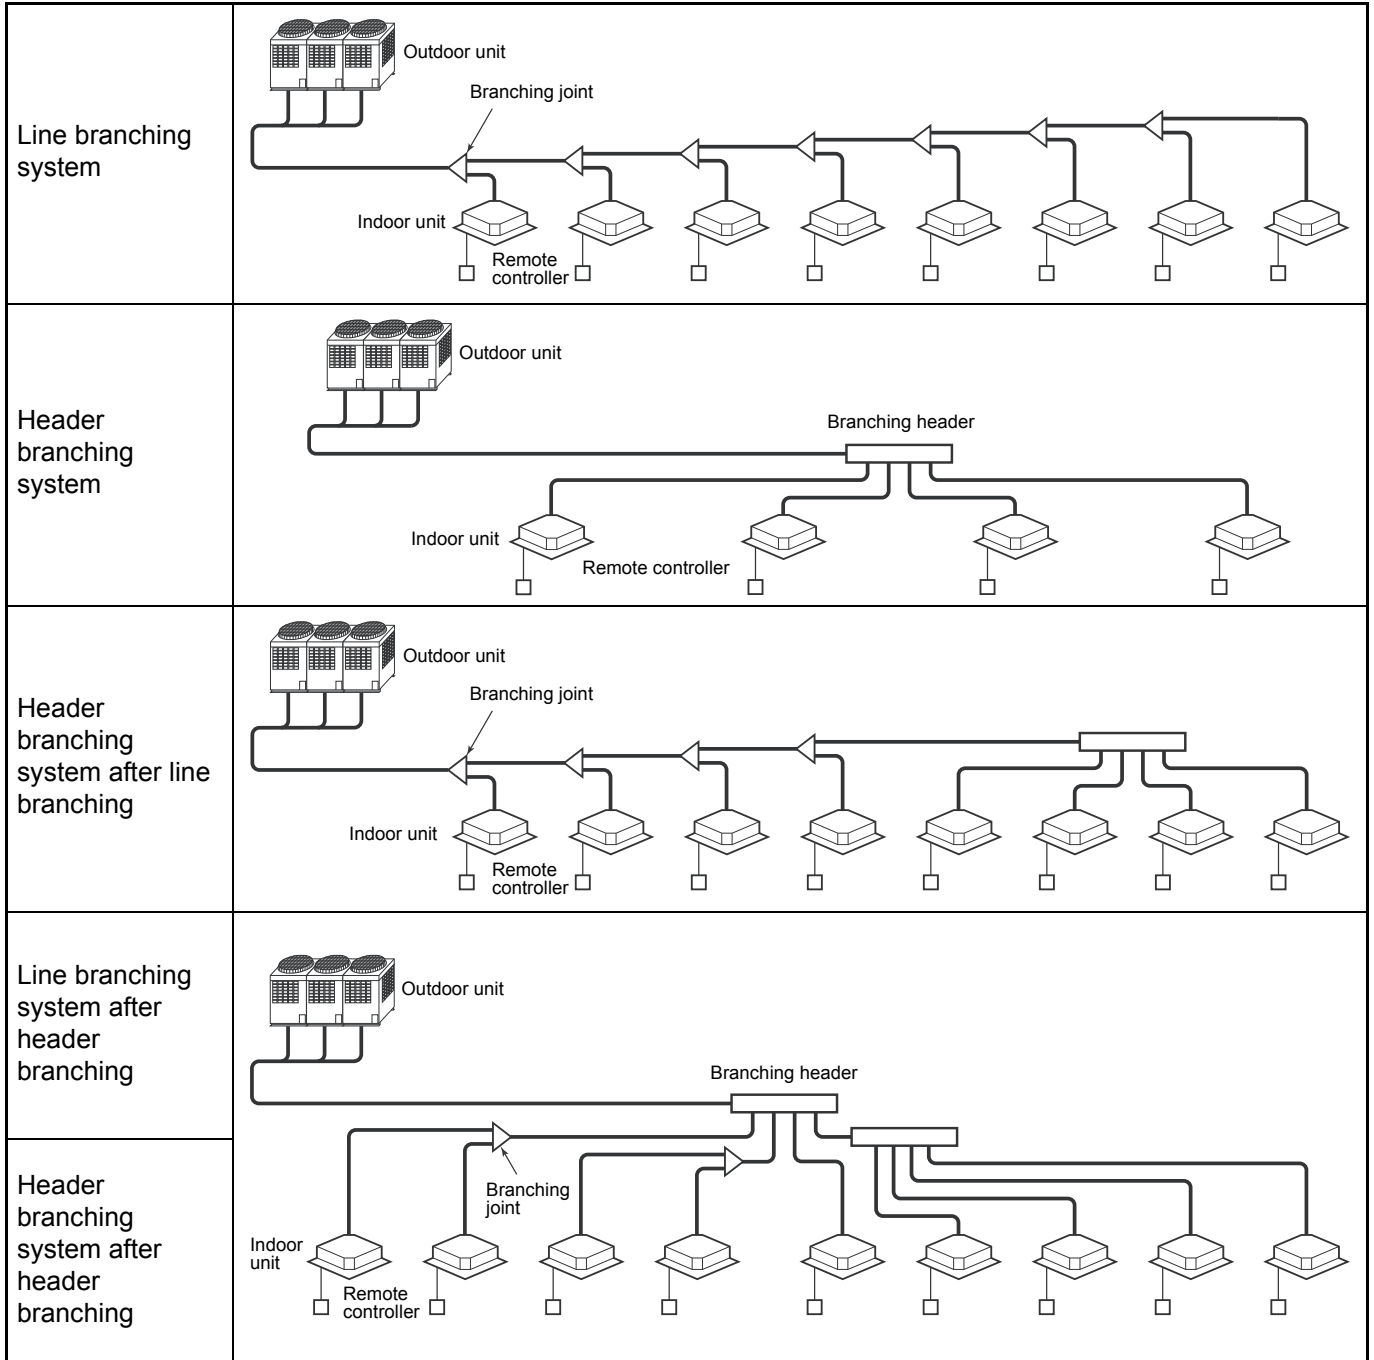 Line branching
system
Outdoor unit
Branching joint
Indoor unit
Remote
controller
Header
branching
system
Outdoor unit
Branching header
Indoor unit
Remote controller
Header
branching
system after line
branching
Outdoor unit
Branching joint
Indoor unit
Remote
controller
Line branching
system after
header
branching
Outdoor unit
Branching header
Header
branching
system after
header
branching
Branching
joint
Indoor
unit
Remote
controller